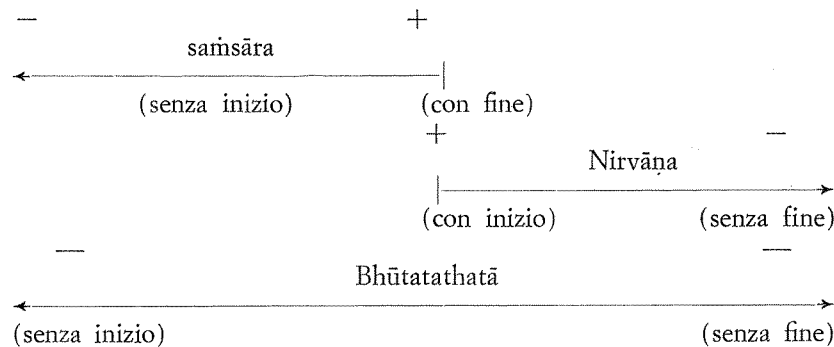 − +
saṁsāra
(senza inizio) (con fine)
+ −
Nirvāṇa
(con inizio) (senza fine)
— —
Bhūtatathatā
(senza inizio) (senza fine)